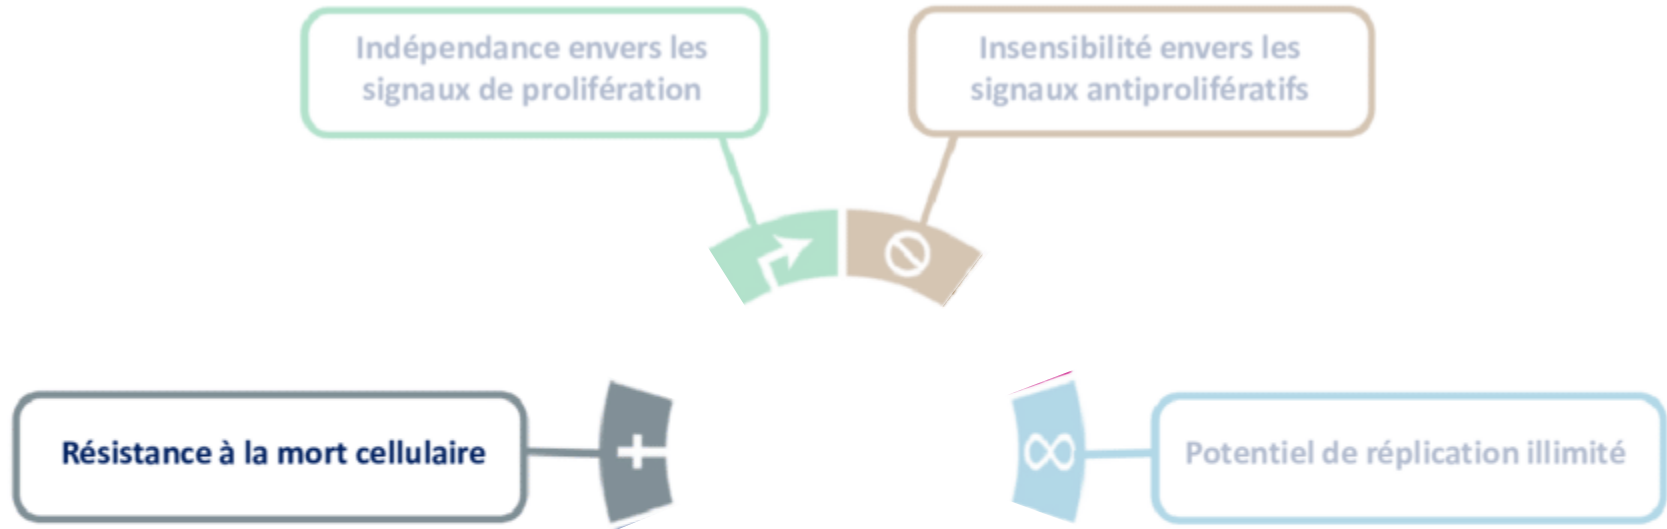 Indépendance envers les
signaux de prolifération
Insensibilité envers les
signaux antiprolifératifs
Résistance à la mort cellulaire
Potentiel de réplication illimité